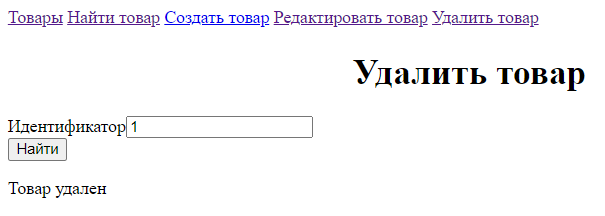 Товары Найти товар Создать товар Редактировать товар Удалить товар
Удалить товар
Идентификатор 1
Найти
Товар удален